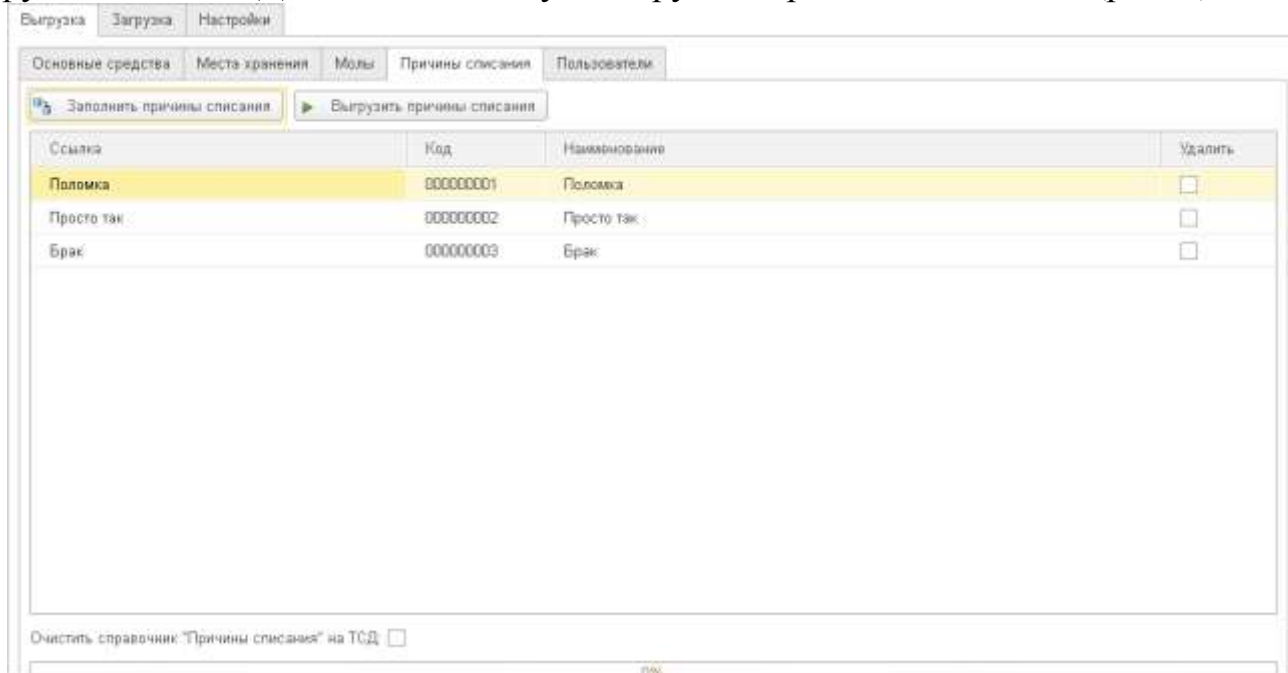 Выгрузка Загрузка Настройки
Основные средства Места хранения Молы Причины списания Пользователи
Заполнить причины списания Выгрузить причины списания
Ссылка Код Наименование Удалить
Поломка 000000001 Поломка
Просто так 000000002 Просто так
Брак 000000003 Брак
Очистить справочник "Причины списания" на ТСД:
0%